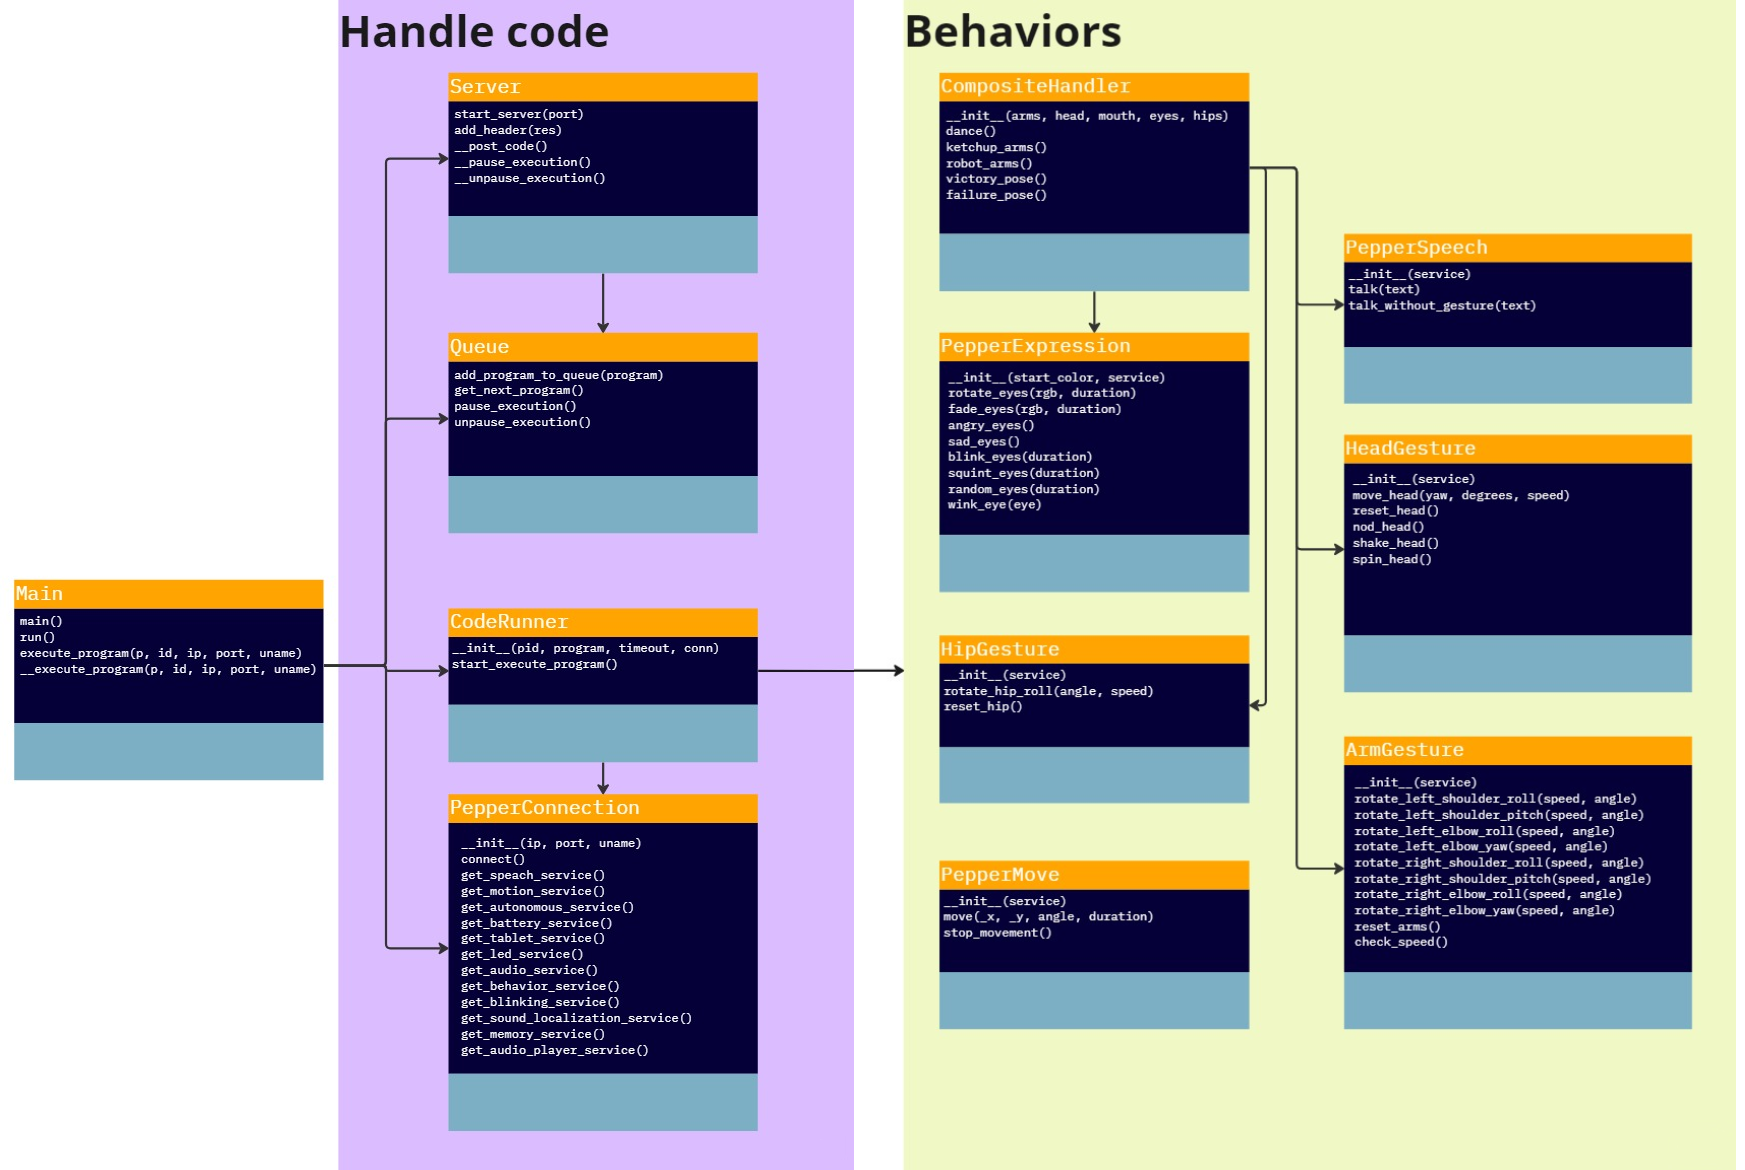 Handle code
Server
start_server(port)
add_header(res)
__post_code()
__pause_execution()
__unpause_execution()
Queue
add_program_to_queue(program)
get_next_program()
pause_execution()
unpause_execution()
Main
main()
run()
execute_program(p, id, ip, port, uname)
__execute_program(p, id, ip, port, uname)
CodeRunner
__init__(pid, program, timeout, conn)
start_execute_program()
PepperConnection
__init__(ip, port, uname)
connect()
get_speach_service()
get_motion_service()
get_autonomous_service()
get_battery_service()
get_tablet_service()
get_led_service()
get_audio_service()
get_behavior_service()
get_blinking_service()
get_sound_localization_service()
get_memory_service()
get_audio_player_service()
Behaviors
CompositeHandler
__init__(arms, head, mouth, eyes, hips)
dance()
ketchup_arms()
robot_arms()
victory_pose()
failure_pose()
PepperExpression
__init__(start_color, service)
rotate_eyes(rgb, duration)
fade_eyes(rgb, duration)
angry_eyes()
sad_eyes()
blink_eyes(duration)
squint_eyes(duration)
random_eyes(duration)
wink_eye(eye)
HipGesture
__init__(service)
rotate_hip_roll(angle, speed)
reset_hip()
PepperMove
__init__(service)
move(_x, _y, angle, duration)
stop_movement()
PepperSpeech
__init__(service)
talk(text)
talk_without_gesture(text)
HeadGesture
__init__(service)
move_head(yaw, degrees, speed)
reset_head()
nod_head()
shake_head()
spin_head()
ArmGesture
__init__(service)
rotate_left_shoulder_roll(speed, angle)
rotate_left_shoulder_pitch(speed, angle)
rotate_left_elbow_roll(speed, angle)
rotate_left_elbow_yaw(speed, angle)
rotate_right_shoulder_roll(speed, angle)
rotate_right_shoulder_pitch(speed, angle)
rotate_right_elbow_roll(speed, angle)
rotate_right_elbow_yaw(speed, angle)
reset_arms()
check_speed()